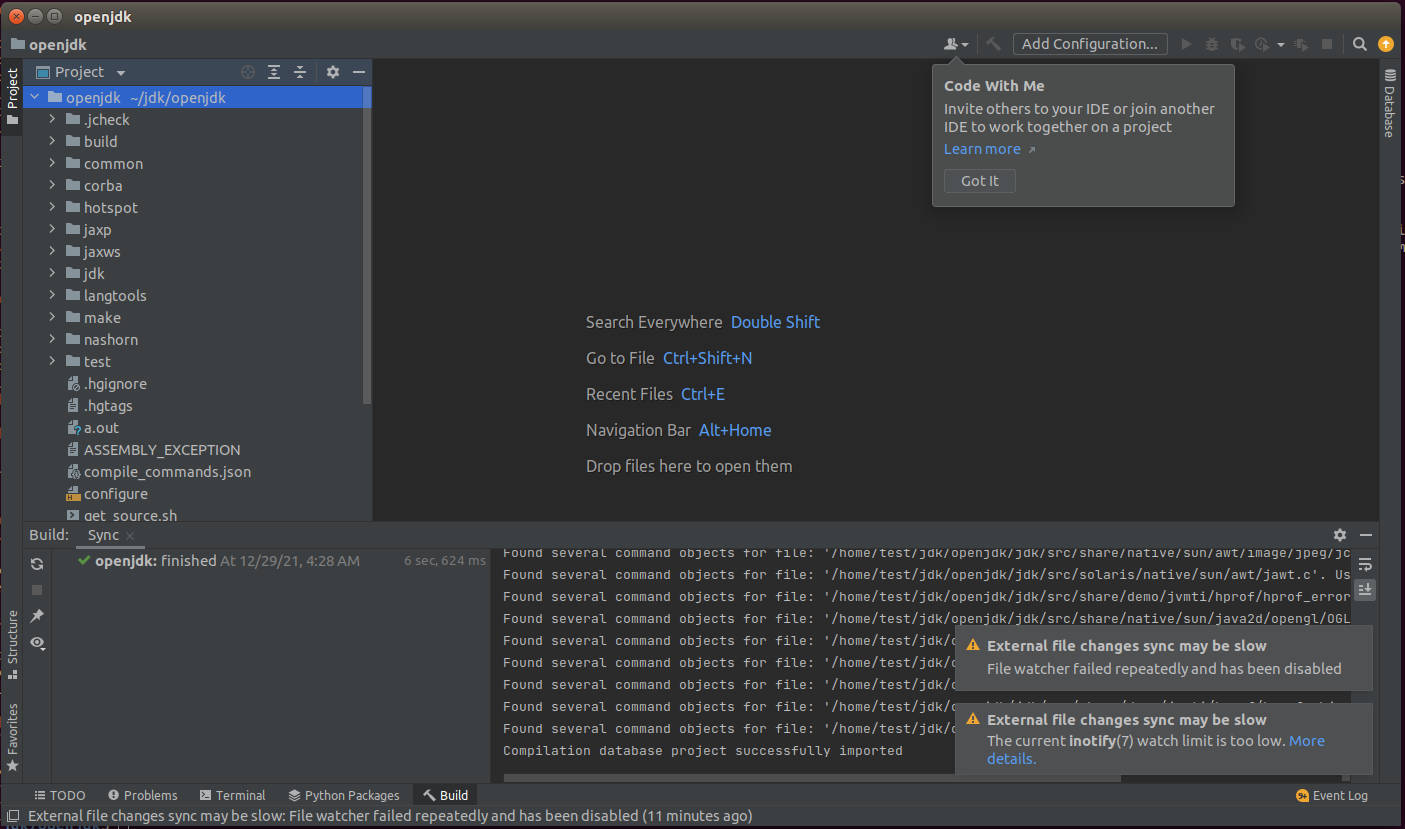 openjdk
openjdk
Add Configuration...
Project
Project
openjdk ~/jdk/openjdk
.jcheck
build
common
corba
hotspot
jaxp
jaxws
jdk
langtools
make
nashorn
test
.hgignore
.hgtags
a.out
ASSEMBLY_EXCEPTION
compile_commands.json
configure
get_source.sh
Code With Me
Invite others to your IDE or join another
IDE to work together on a project
Learn more ↗
Got It
Database
Search Everywhere Double Shift
Go to File Ctrl+Shift+N
Recent Files Ctrl+E
Navigation Bar Alt+Home
Drop files here to open them
Build: Sync
openjdk: finished At 12/29/21, 4:28 AM 6 sec, 624 ms
Found several command objects for file: '/home/test/jdk/openjdk/jdk/src/share/native/sun/awt/image/jpeg/jc
Found several command objects for file: '/home/test/jdk/openjdk/jdk/src/solaris/native/sun/awt/jawt.c'. Us
Found several command objects for file: '/home/test/jdk/openjdk/jdk/src/share/demo/jvmti/hprof/hprof_error
Found several command objects for file: '/home/test/jdk/openjdk/jdk/src/share/native/sun/java2d/opengl/OGL
Found several command objects for file: '/home/test/jdk/o
Found several command objects for file: '/home/test/jdk/o
Found several command objects for file: '/home/test/jdk/o
Found several command objects for file: '/home/test/jdk/o
Found several command objects for file: '/home/test/jdk/o
Compilation database project successfully imported
External file changes sync may be slow
File watcher failed repeatedly and has been disabled
External file changes sync may be slow
The current inotify(7) watch limit is too low. More
details.
Structure
Favorites
TODO Problems Terminal Python Packages Build 9+ Event Log
External file changes sync may be slow: File watcher failed repeatedly and has been disabled (11 minutes ago)